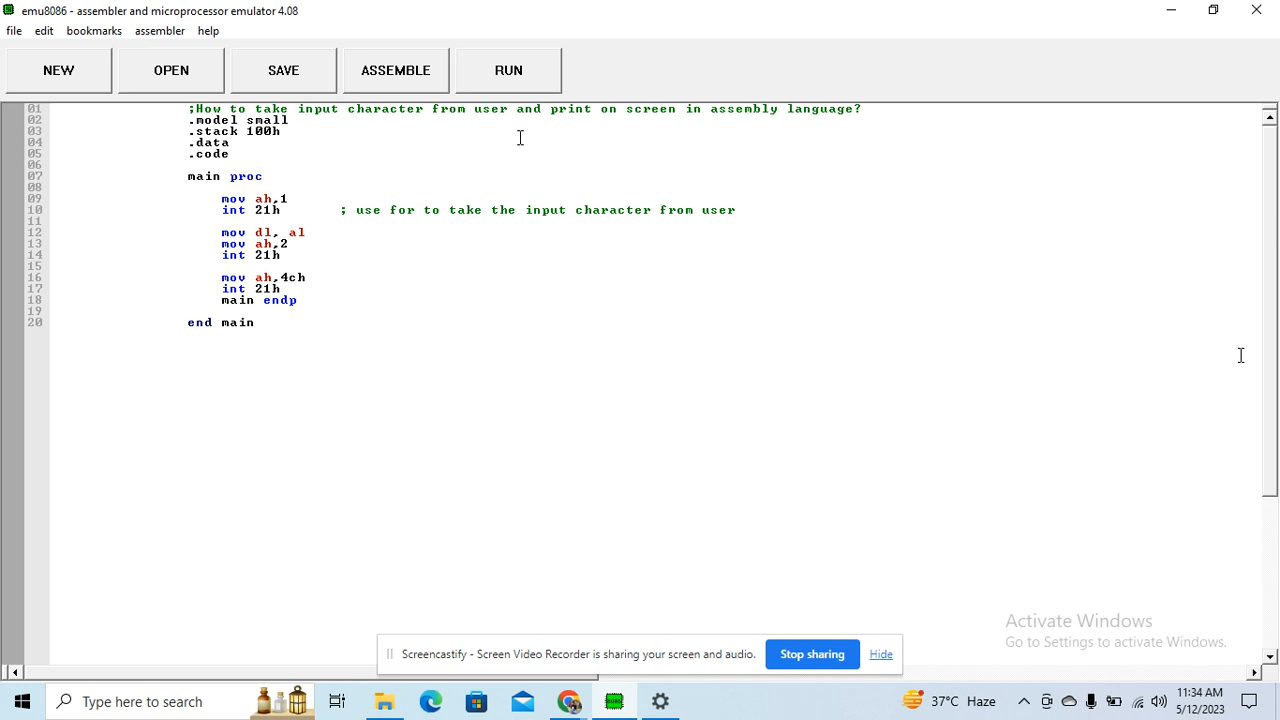 emu8086 - assembler and microprocessor emulator 4.08
file edit bookmarks assembler help
NEW OPEN SAVE ASSEMBLE RUN
01 ;How to take input character from user and print on screen in assembly language?
02 .model small
03 .stack 100h
04 .data
05 .code
06
07 main proc
08
09 mov ah,1
10 int 21h ; use for to take the input character from user
11
12 mov dl, al
13 mov ah,2
14 int 21h
15
16 mov ah,4ch
17 int 21h
18 main endp
19
20 end main
Activate Windows
Go to Settings to activate Windows.
Screencastify - Screen Video Recorder is sharing your screen and audio. Stop sharing Hide
Type here to search
37°C Haze
11:34 AM
5/12/2023